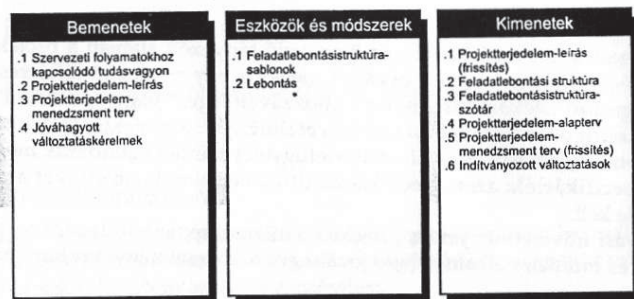 Bemenetek
.1 Szervezeti folyamatokhoz
kapcsolódó tudásvagyon
.2 Projektterjedelem-leírás
.3 Projektterjedelem-
menedzsment terv
.4 Jóváhagyott
változtatáskérelmek
Eszközök és módszerek
.1 Feladatlebontásistruktúra-
sablonok
.2 Lebontás
Kimenetek
.1 Projektterjedelem-leírás
(frissítés)
.2 Feladatlebontási struktúra
.3 Feladatlebontásistruktúra-
szótár
.4 Projektterjedelem-alapterv
.5 Projektterjedelem-
menedzsment terv (frissítés)
.6 Indítványozott változtatások